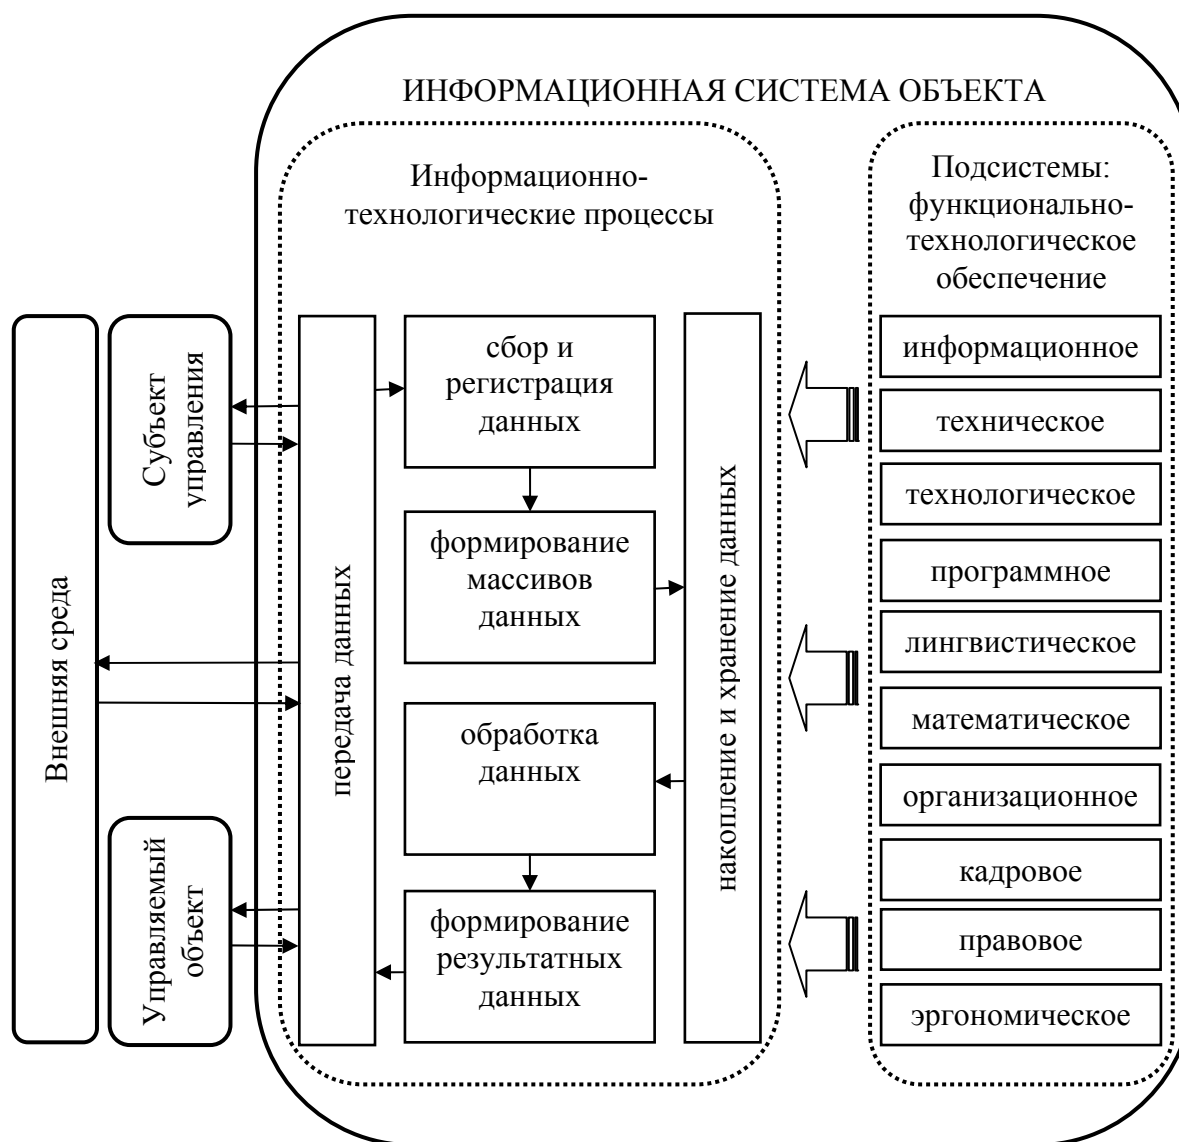 ИНФОРМАЦИОННАЯ СИСТЕМА ОБЪЕКТА
Информационно-
технологические процессы
Подсистемы:
функционально-
технологическое
обеспечение
Внешняя среда
Субъект
управления
Управляемый
объект
передача данных
сбор и
регистрация
данных
формирование
массивов
данных
обработка
данных
формирование
результатных
данных
накопление и хранение данных
информационное
техническое
технологическое
программное
лингвистическое
математическое
организационное
кадровое
правовое
эргономическое